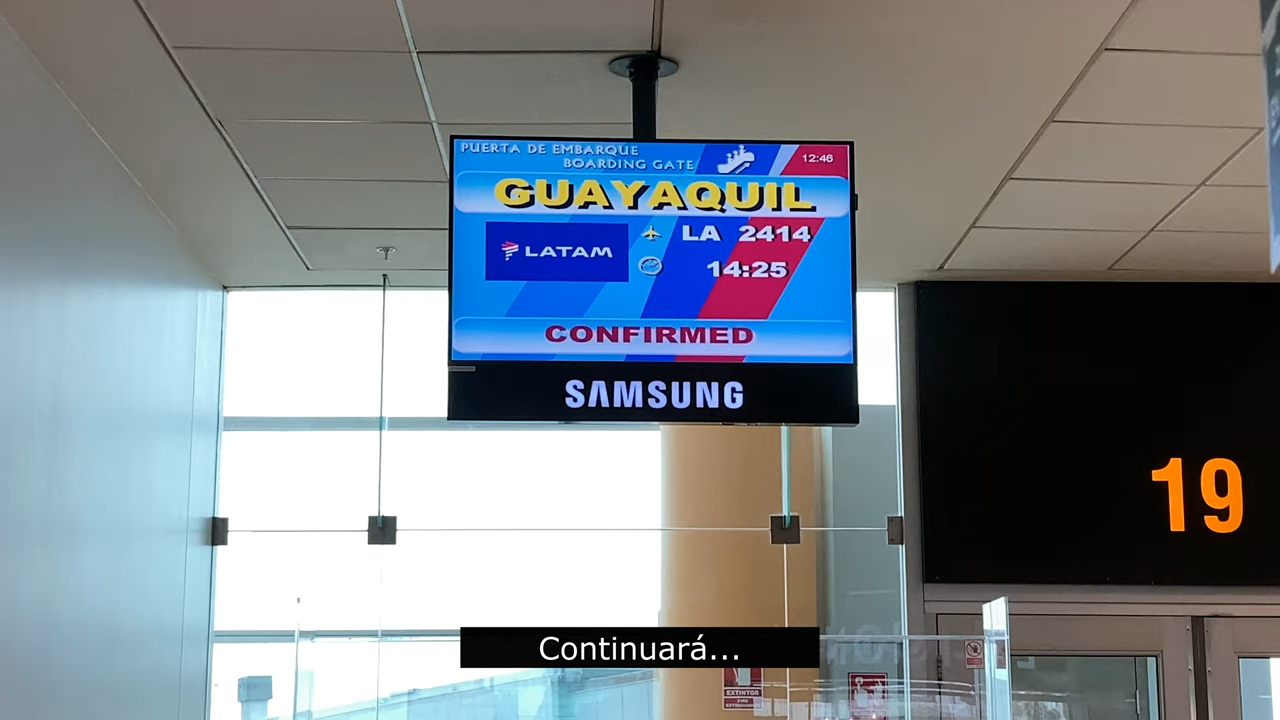 PUERTA DE EMBARQUE
BOARDING GATE
12:46
GUAYAQUIL
LATAM
LA 2414
14:25
CONFIRMED
SAMSUNG
19
Continuará...
EXTINTOR